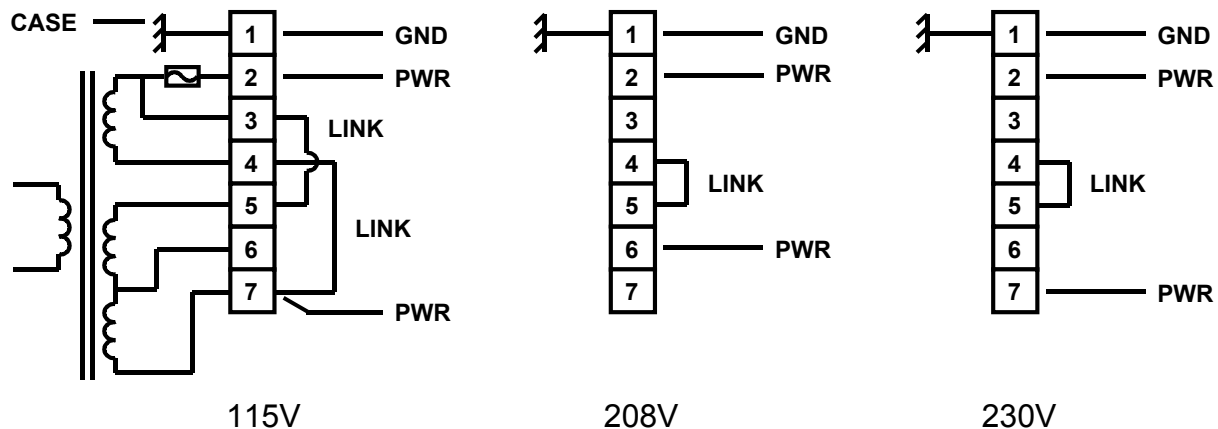 CASE
1 GND
2 PWR
3
LINK
4
5
LINK
6
7
PWR
115V
1 GND
2 PWR
3
4
LINK
5
6 PWR
7
208V
1 GND
2 PWR
3
4
LINK
5
6
7 PWR
230V